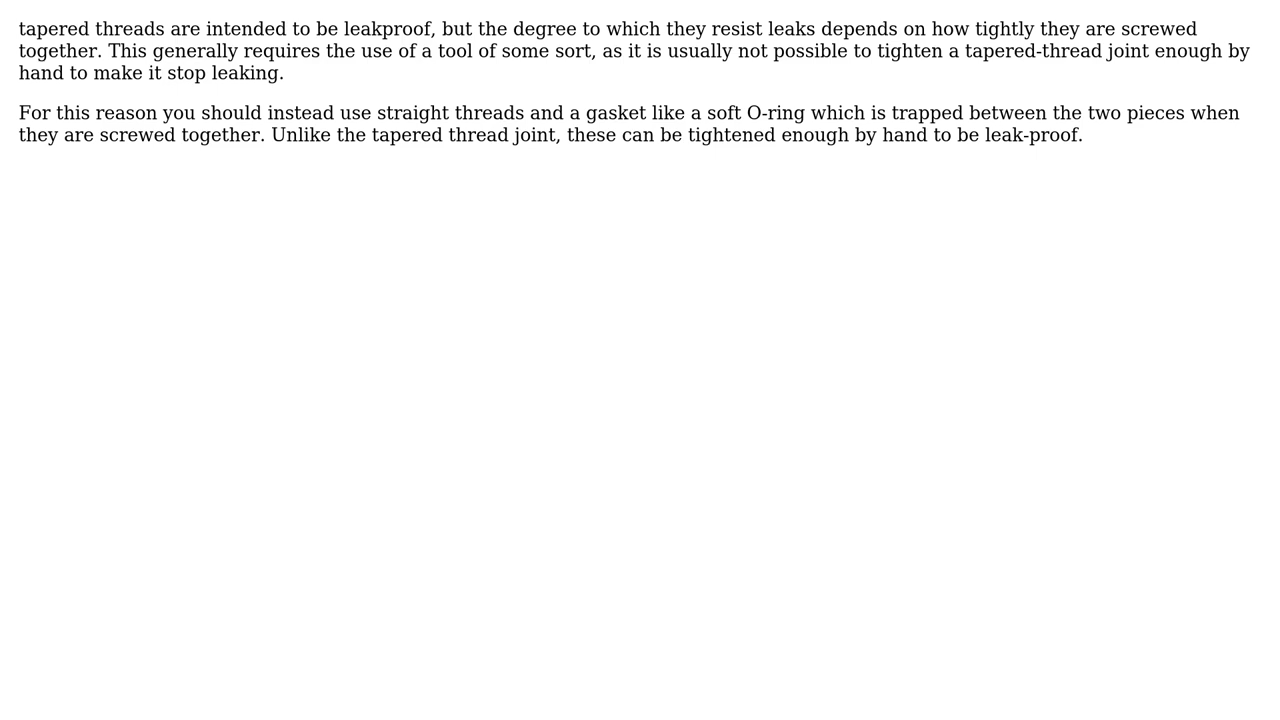 tapered threads are intended to be leakproof, but the degree to which they resist leaks depends on how tightly they are screwed
together. This generally requires the use of a tool of some sort, as it is usually not possible to tighten a tapered-thread joint enough by
hand to make it stop leaking.
For this reason you should instead use straight threads and a gasket like a soft O-ring which is trapped between the two pieces when
they are screwed together. Unlike the tapered thread joint, these can be tightened enough by hand to be leak-proof.